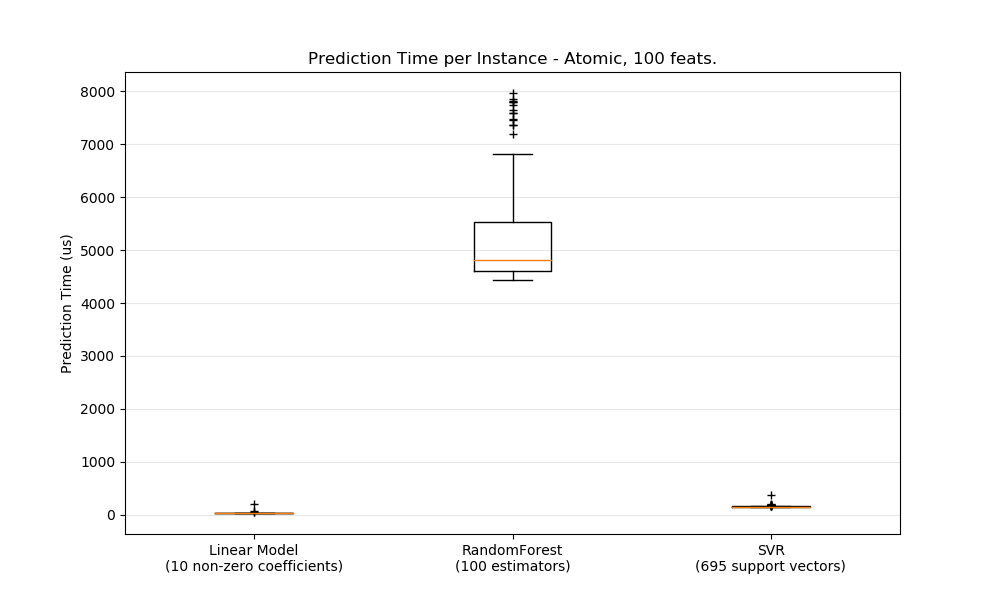 Prediction Time per Instance - Atomic, 100 feats.
Prediction Time (us)
8000
7000
6000
5000
4000
3000
2000
1000
0
Linear Model
(10 non-zero coefficients)
RandomForest
(100 estimators)
SVR
(695 support vectors)